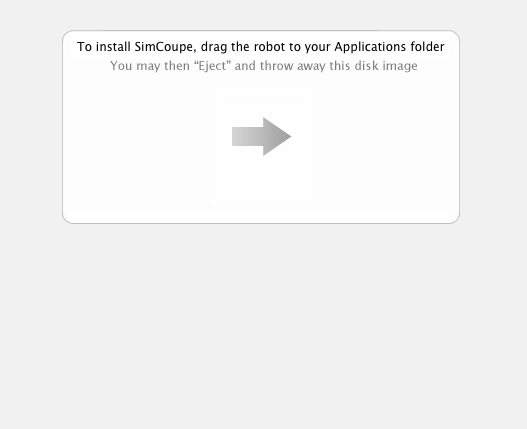 To install SimCoupe, drag the robot to your Applications folder
You may then “Eject” and throw away this disk image